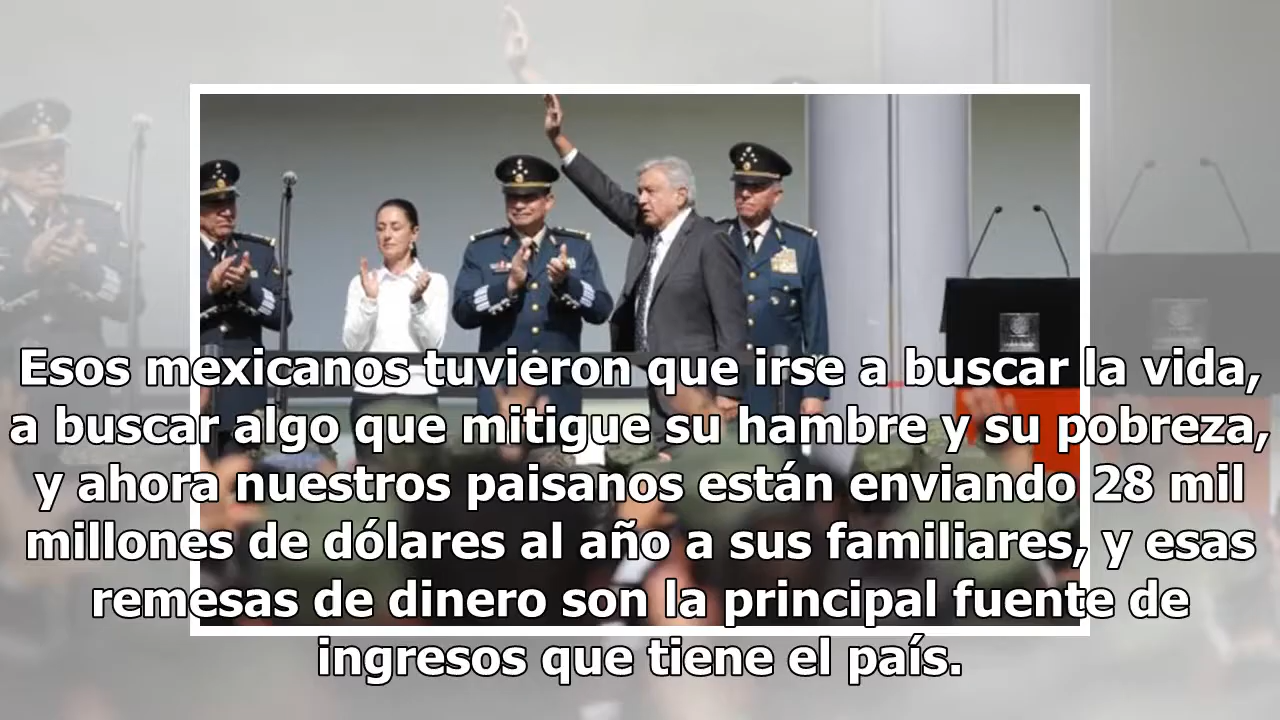 Esos mexicanos tuvieron que irse a buscar la vida,
a buscar algo que mitigue su hambre y su pobreza,
y ahora nuestros paisanos están enviando 28 mil
millones de dólares al año a sus familiares, y esas
remesas de dinero son la principal fuente de
ingresos que tiene el país.